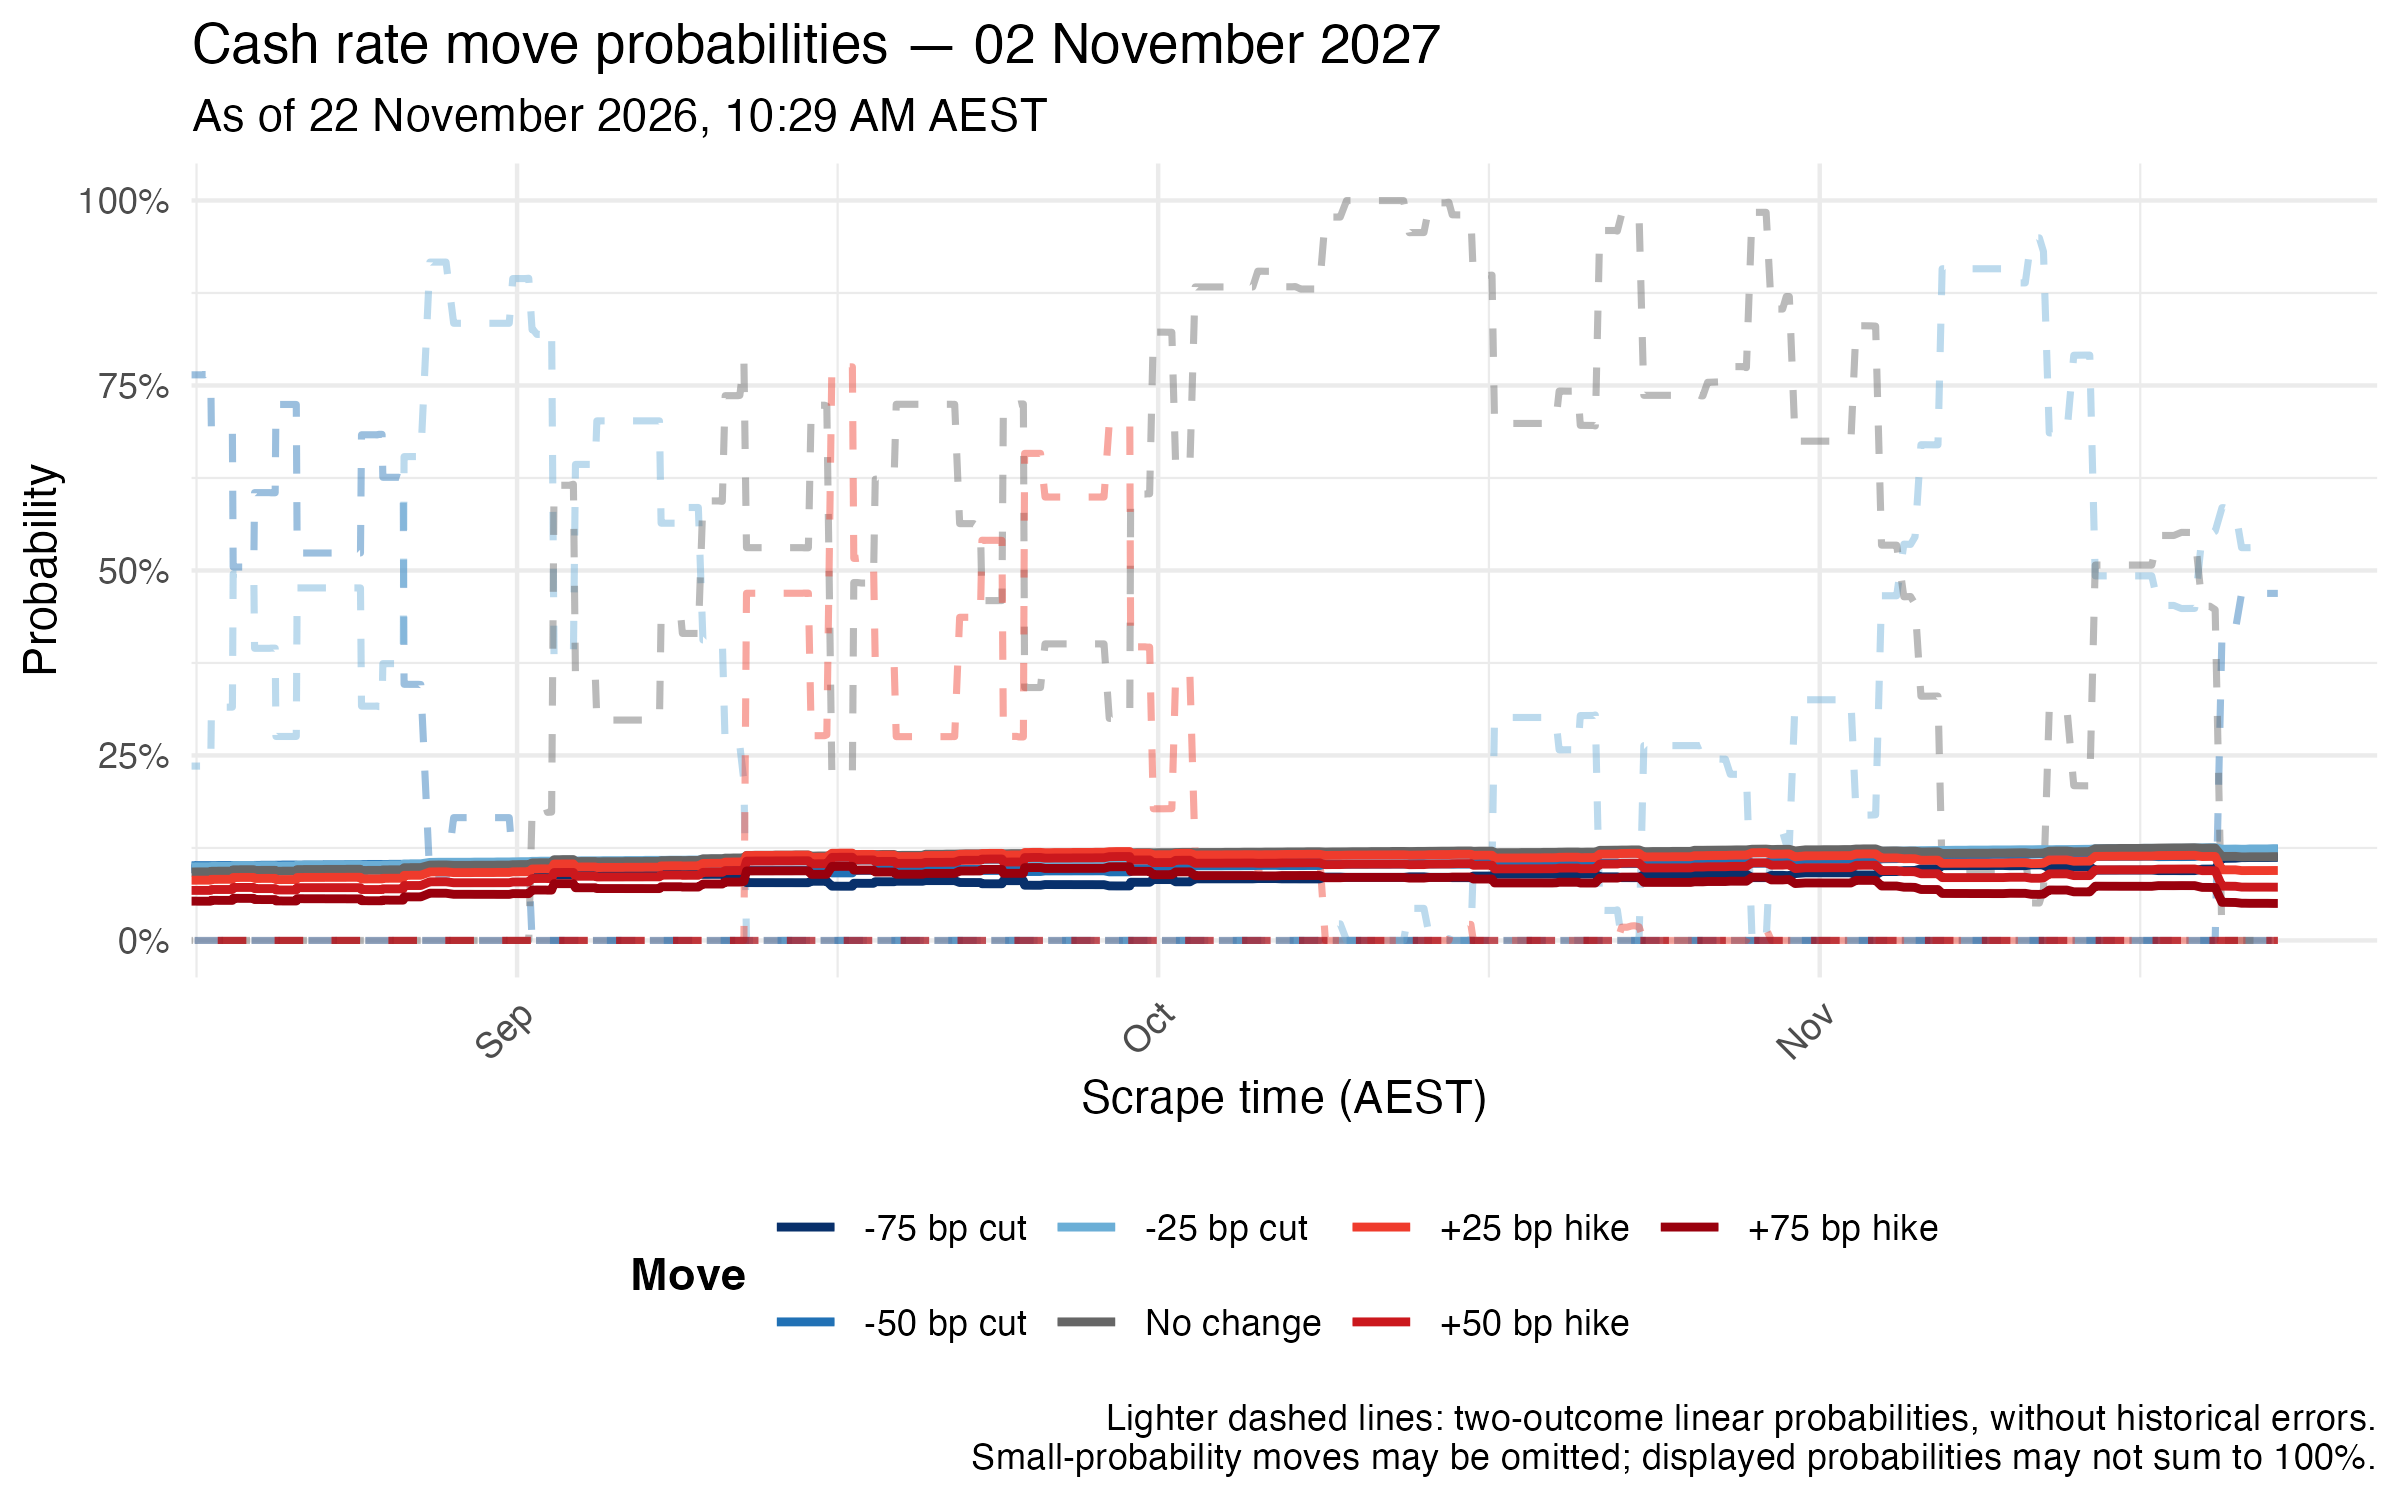 Cash rate move probabilities — 02 November 2027
As of 22 November 2026, 10:29 AM AEST
100%
75%
50%
25%
0%
Probability
Sep
Oct
Nov
Scrape time (AEST)
Move
-75 bp cut
-25 bp cut
+25 bp hike
+75 bp hike
-50 bp cut
No change
+50 bp hike
Lighter dashed lines: two-outcome linear probabilities, without historical errors.
Small-probability moves may be omitted; displayed probabilities may not sum to 100%.